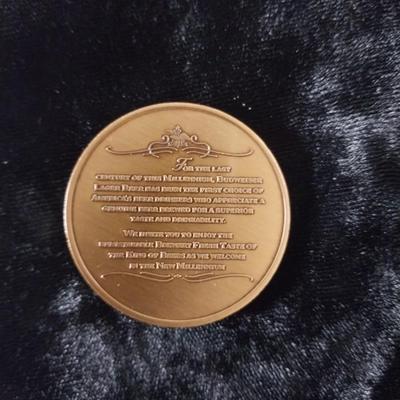 For the last
century of this Millennium, Budweiser
Lager Beer has been the first choice of
America's beer drinkers who appreciate a
genuine beer brewed for a superior
taste and drinkability.
We invite you to enjoy the
Brewery Fresh Taste of
the King of Beers as we welcome
in the New Millennium